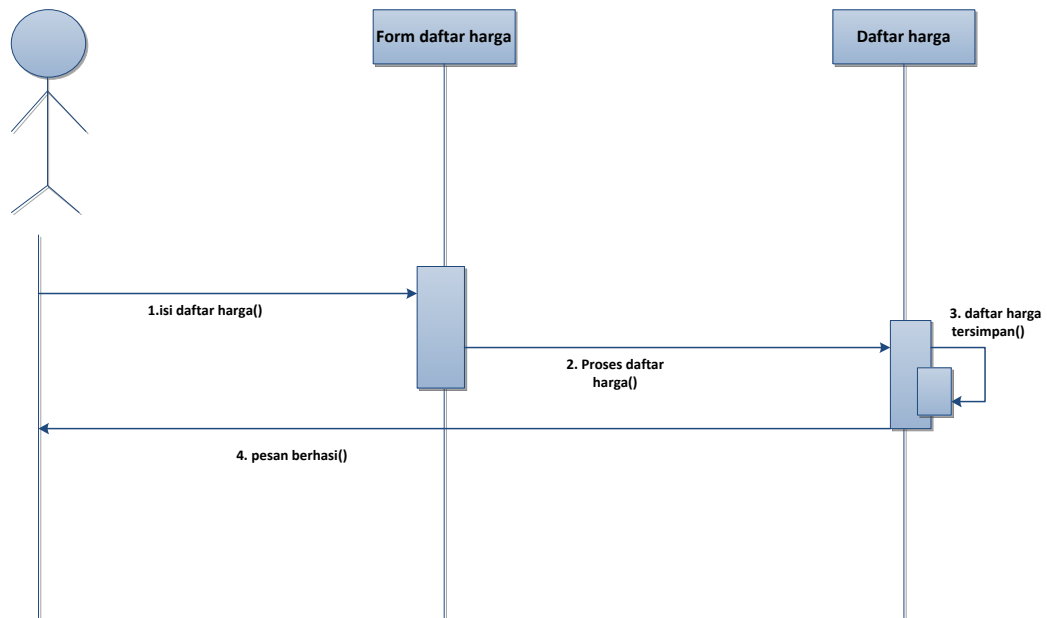 Form daftar harga
Daftar harga
1.isi daftar harga()
2. Proses daftar
harga()
3. daftar harga
tersimpan()
4. pesan berhasi()